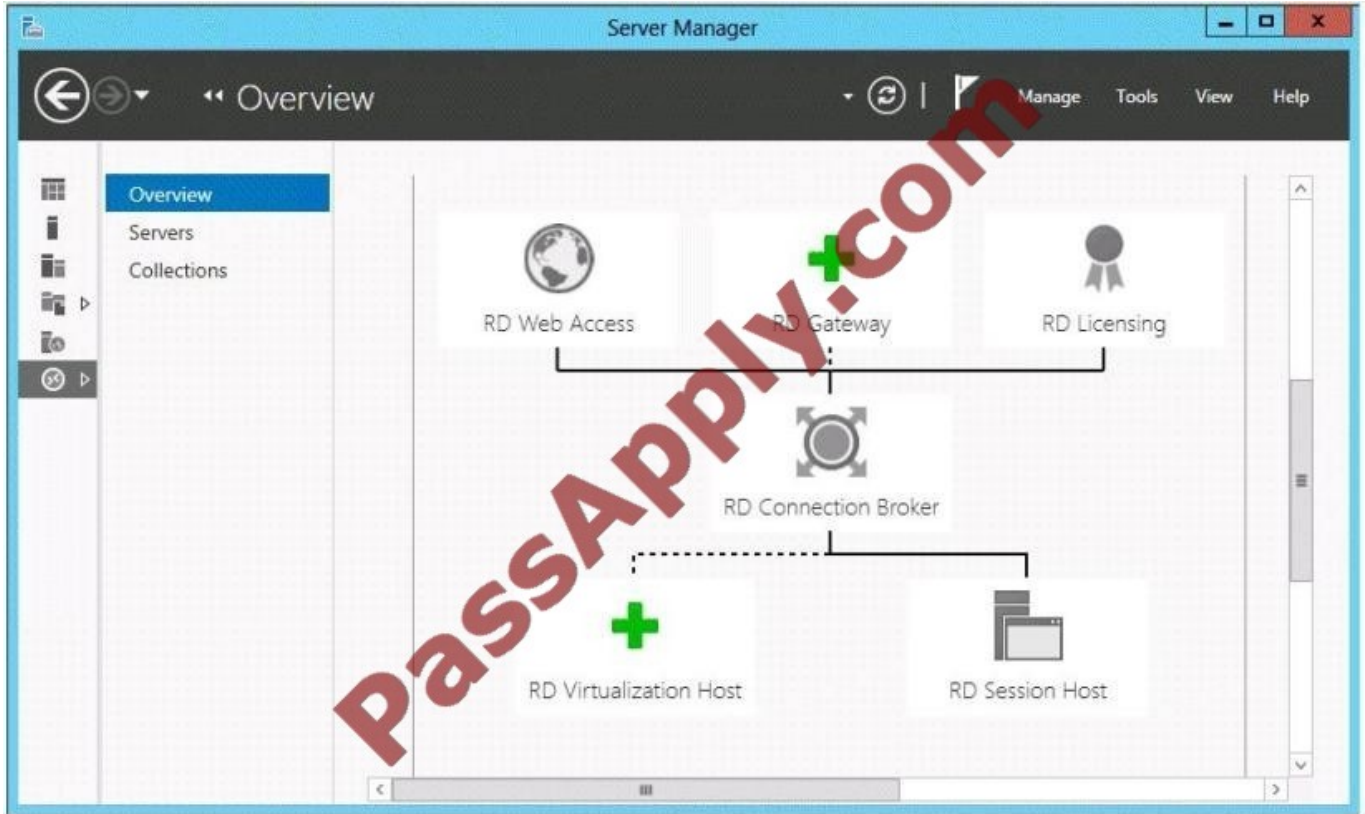 Server Manager
Overview
Manage Tools View Help
Overview
Servers
Collections
RD Web Access
RD Gateway
RD Licensing
RD Connection Broker
RD Virtualization Host
RD Session Host
PassApply.com